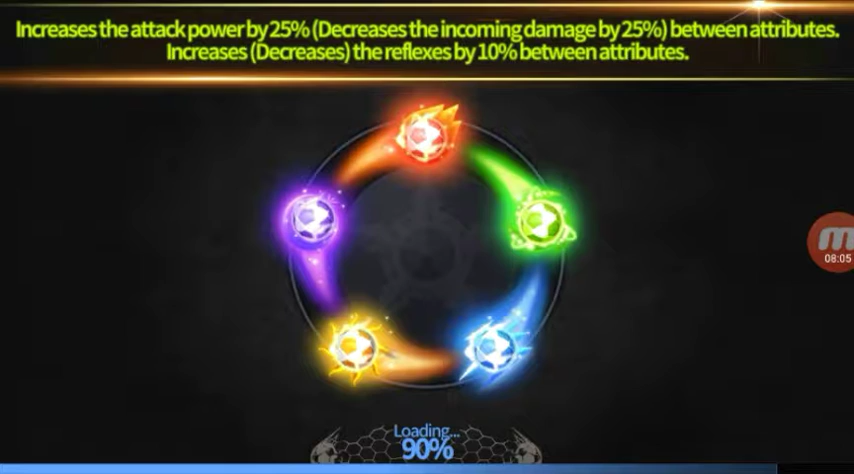 Increases the attack power by 25% (Decreases the incoming damage by 25%) between attributes.
Increases (Decreases) the reflexes by 10% between attributes.
08:05
Loading...
90%